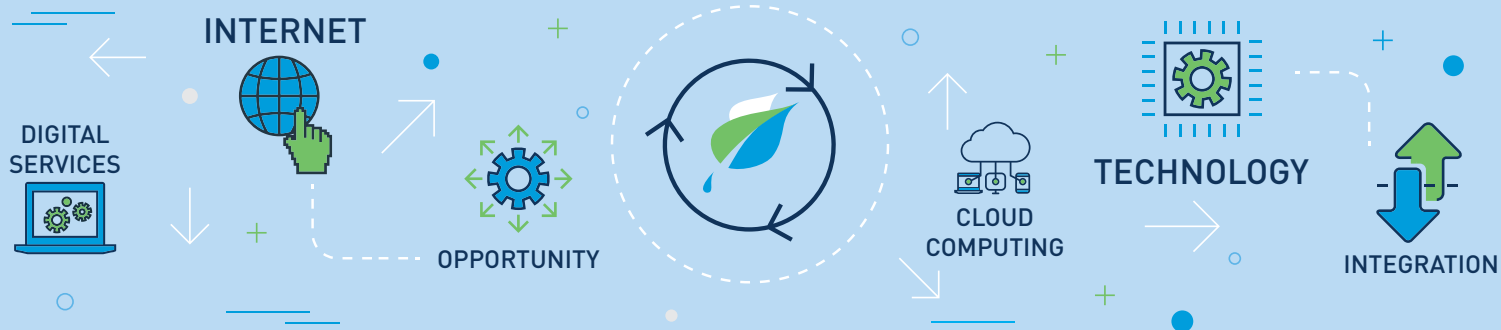 DIGITAL
SERVICES
INTERNET
OPPORTUNITY
CLOUD
COMPUTING
TECHNOLOGY
INTEGRATION